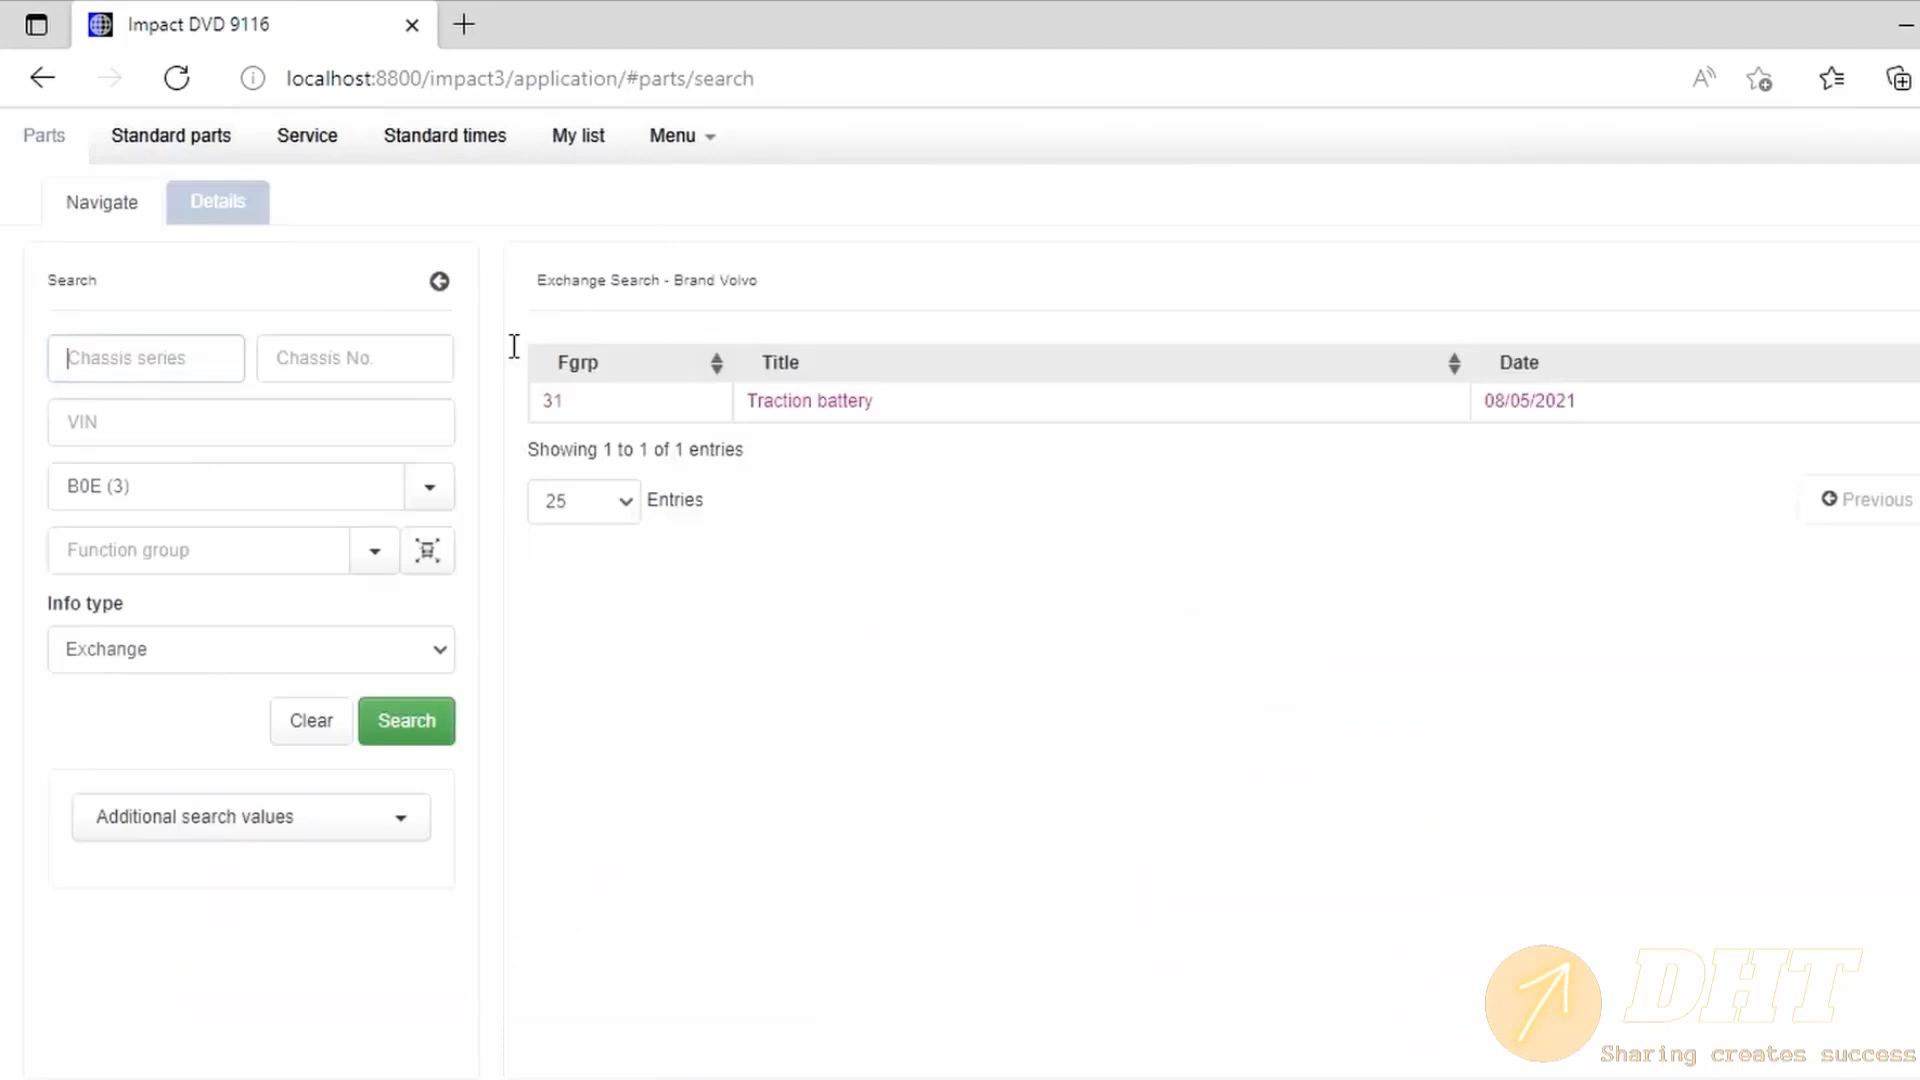 Impact DVD 9116
localhost:8800/impact3/application/#parts/search
Parts Standard parts Service Standard times My list Menu
Navigate Details
Search
Chassis series Chassis No.
VIN
B0E (3)
Function group
Info type
Exchange
Clear Search
Additional search values
Exchange Search - Brand Volvo
Fgrp Title Date
31 Traction battery 08/05/2021
Showing 1 to 1 of 1 entries
25 Entries
Previous
DHT
Sharing creates success